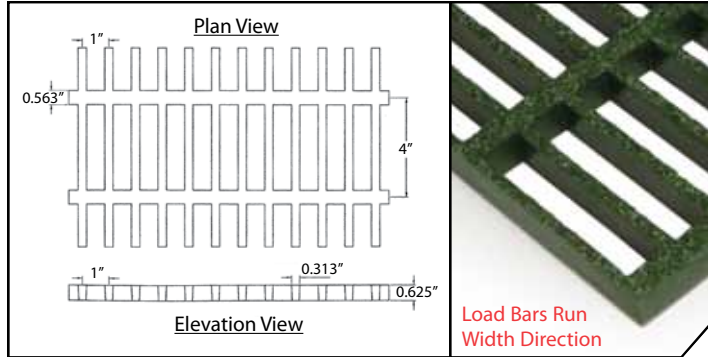 Plan View
1"
0.563"
4"
1"
0.313"
0.625"
Elevation View
Load Bars Run
Width Direction